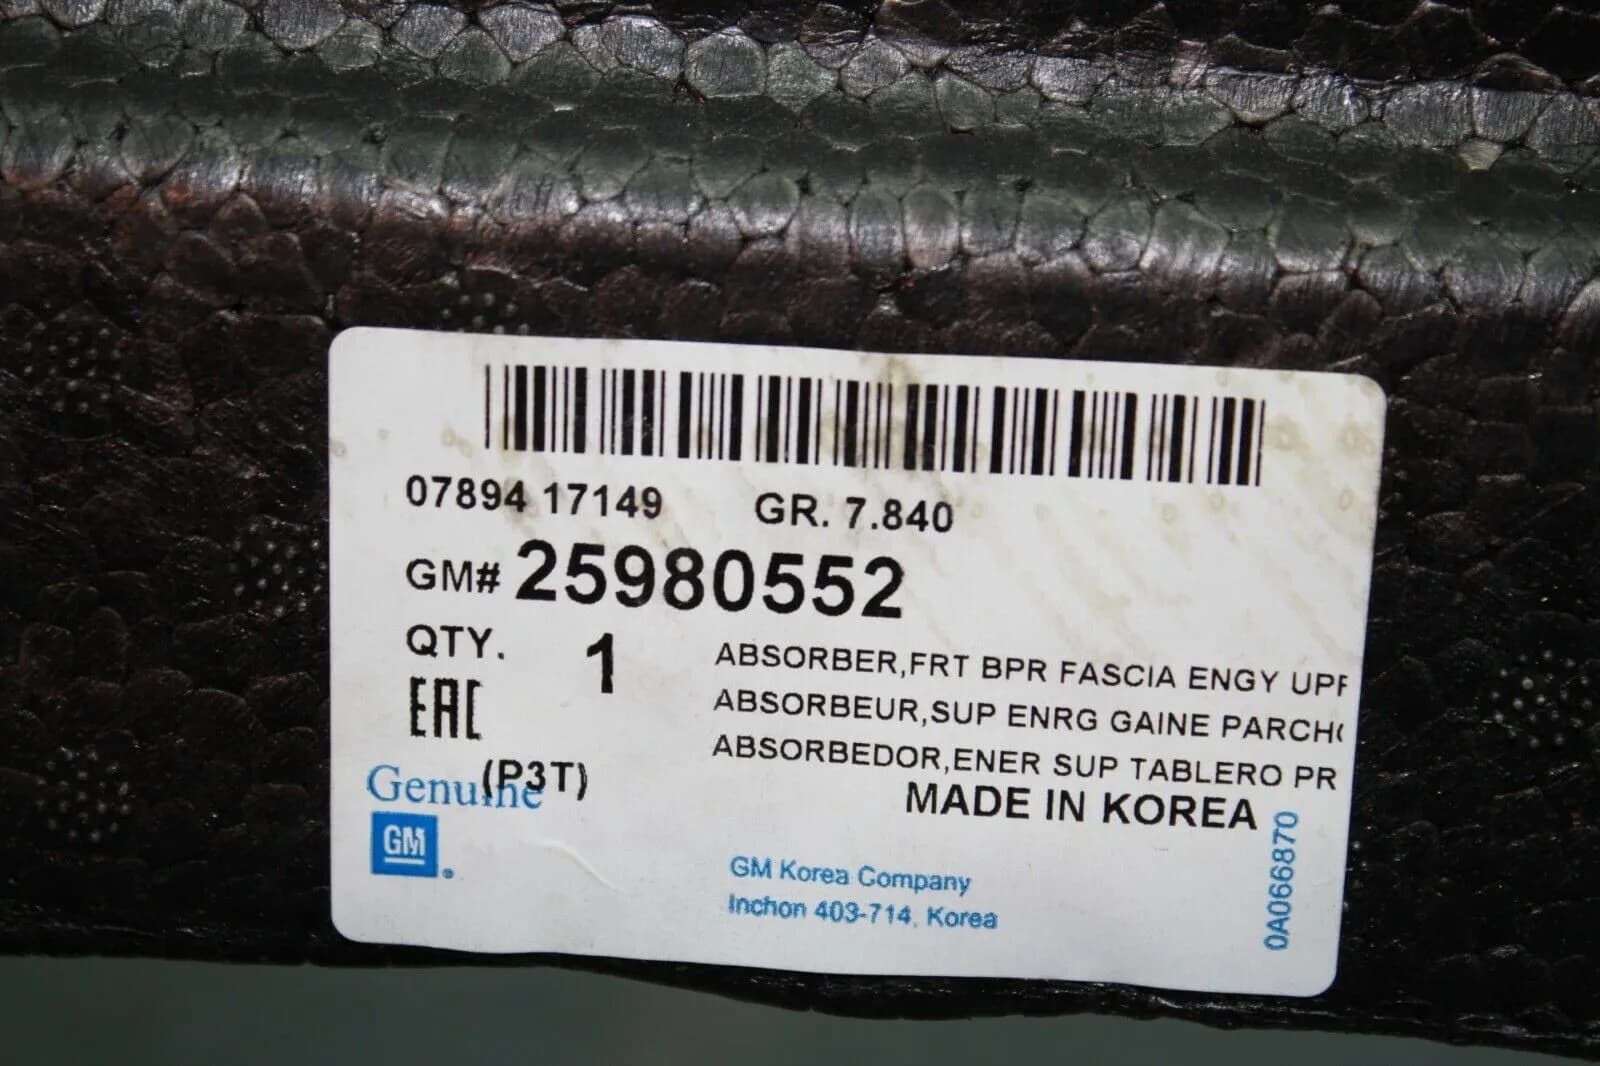 07894 17149 GR. 7.840
GM# 25980552
QTY. 1
ABSORBER,FRT BPR FASCIA ENGY UPR
ABSORBEUR,SUP ENRG GAINE PARCH
ABSORBEDOR,ENER SUP TABLERO PR
EAC
(P3T)
Genuine
MADE IN KOREA
GM
GM Korea Company
Inchon 403-714, Korea
0A066870